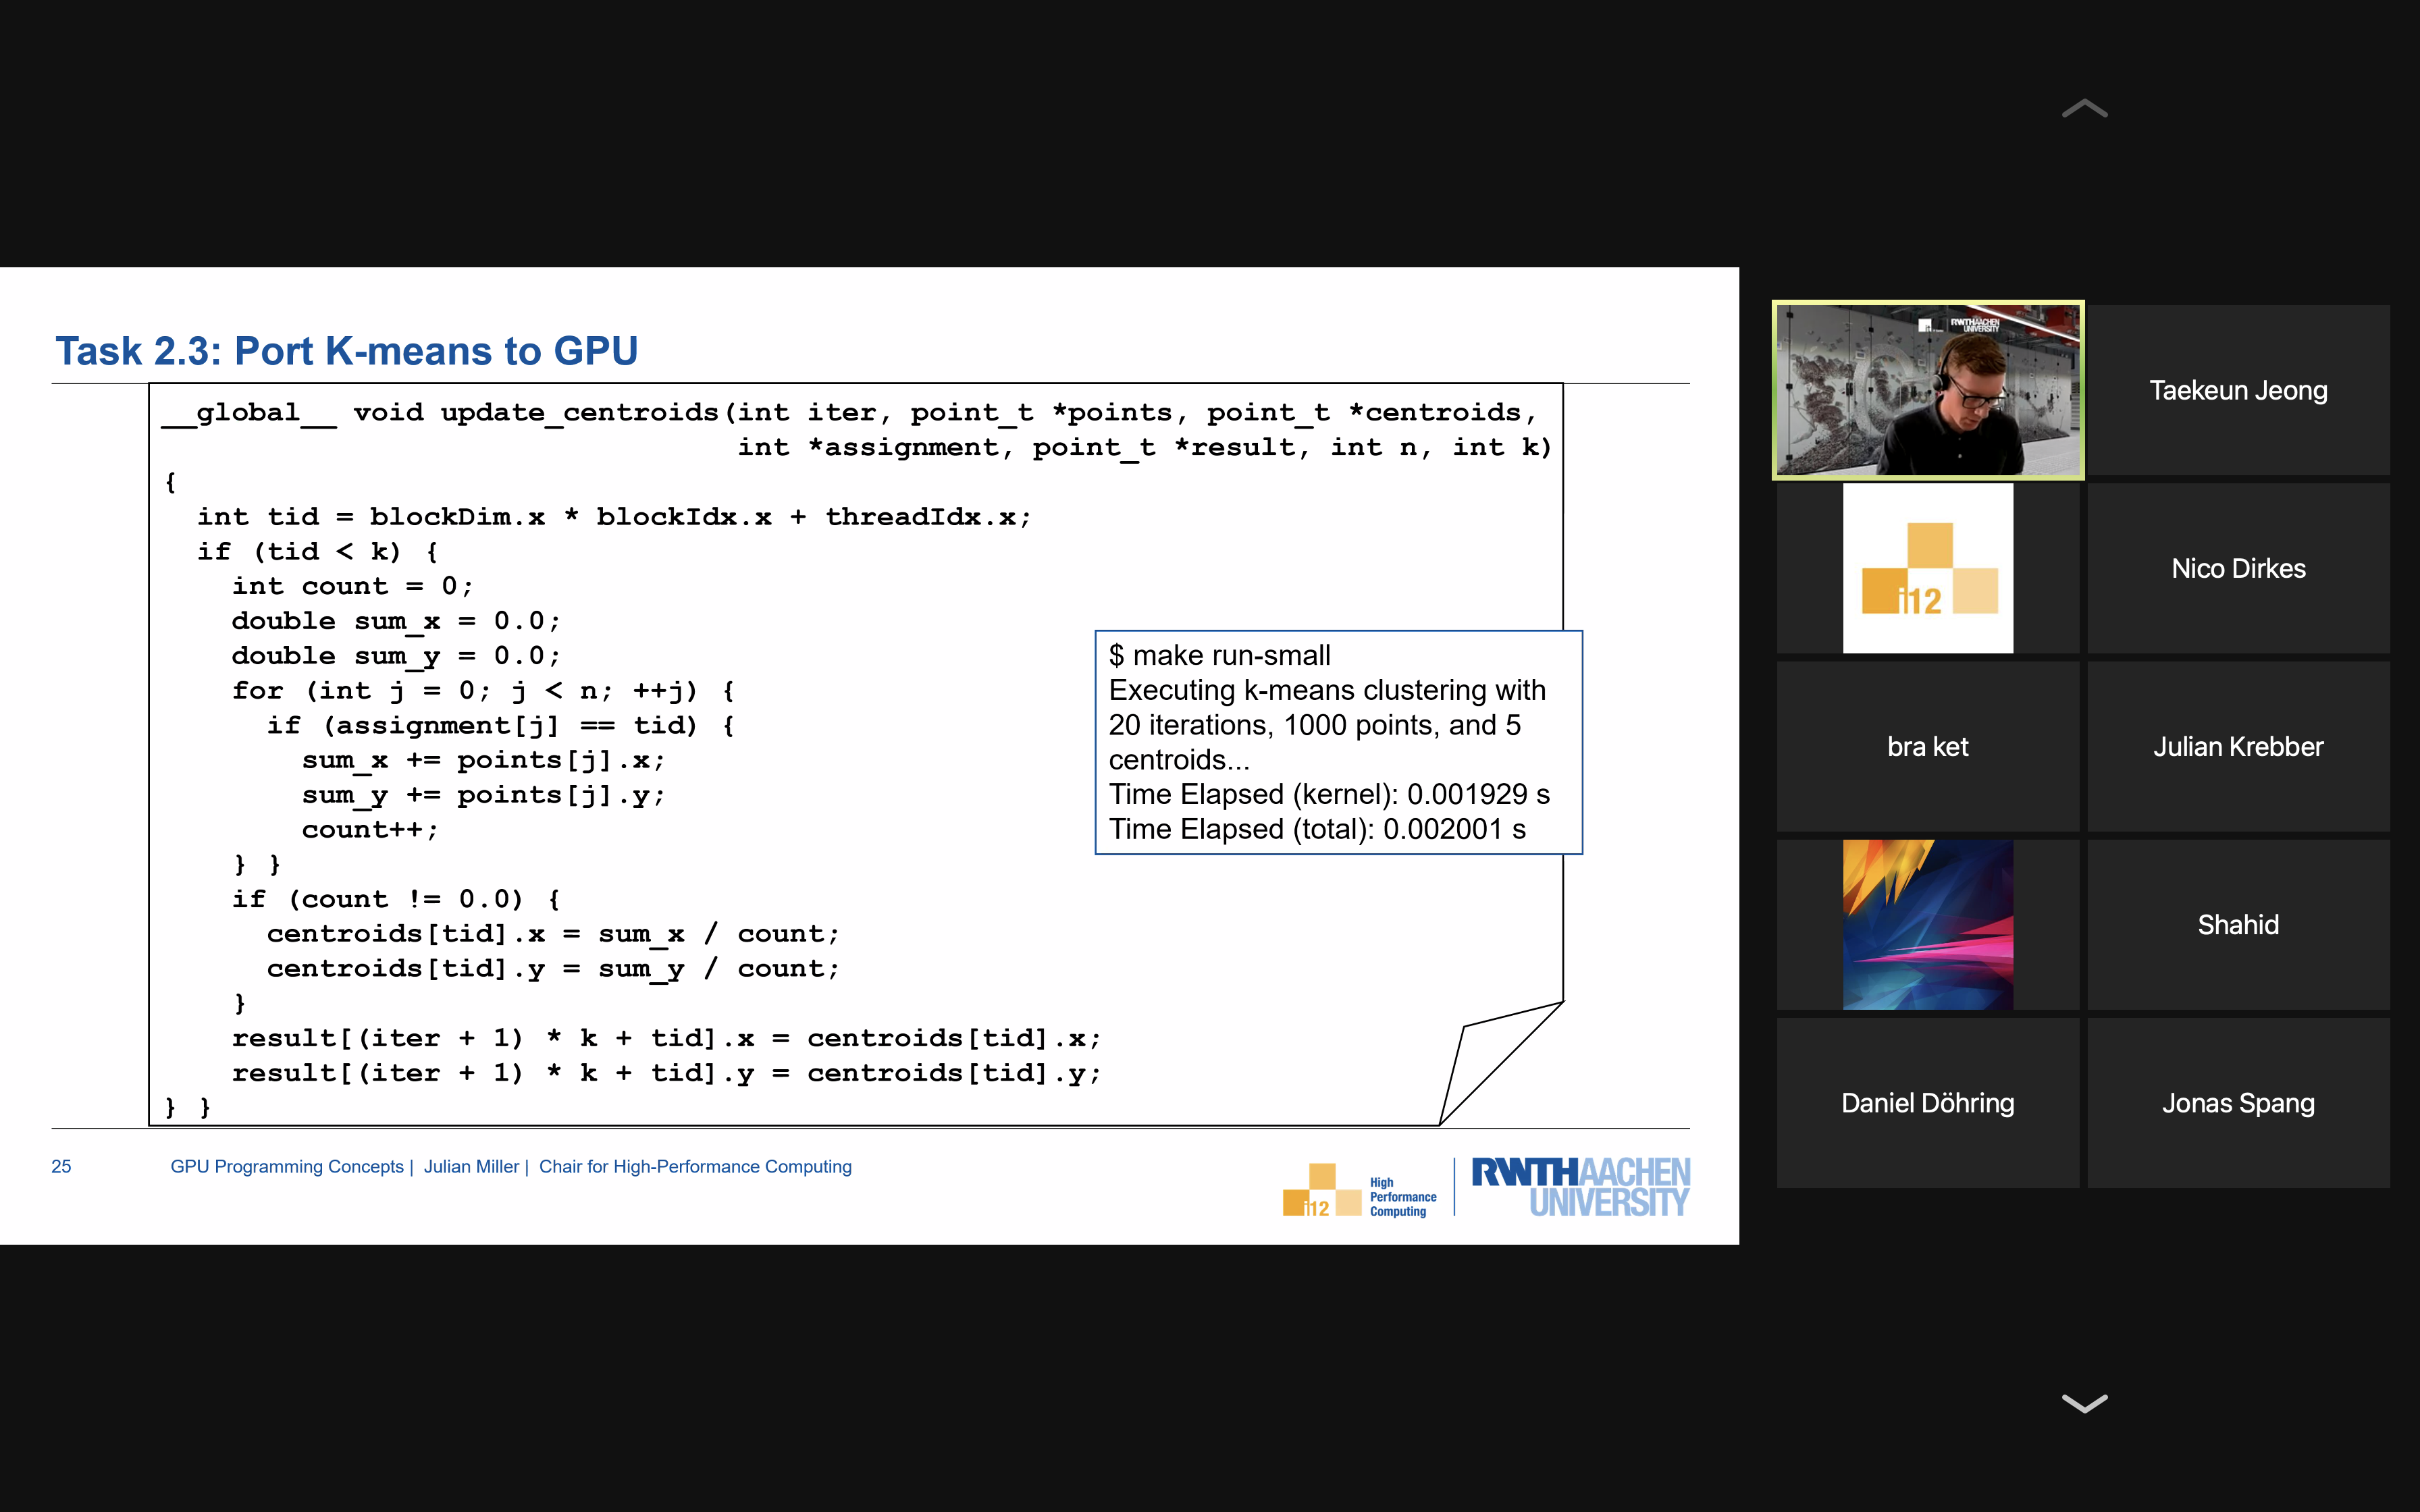 Task 2.3: Port K-means to GPU
__global__ void update_centroids(int iter, point_t *points, point_t *centroids,
int *assignment, point_t *result, int n, int k)
{
int tid = blockDim.x * blockIdx.x + threadIdx.x;
if (tid < k) {
int count = 0;
double sum_x = 0.0;
double sum_y = 0.0;
for (int j = 0; j < n; ++j) {
if (assignment[j] == tid) {
sum_x += points[j].x;
sum_y += points[j].y;
count++;
} }
if (count != 0.0) {
centroids[tid].x = sum_x / count;
centroids[tid].y = sum_y / count;
}
result[(iter + 1) * k + tid].x = centroids[tid].x;
result[(iter + 1) * k + tid].y = centroids[tid].y;
} }
$ make run-small
Executing k-means clustering with
20 iterations, 1000 points, and 5
centroids...
Time Elapsed (kernel): 0.001929 s
Time Elapsed (total): 0.002001 s
25
GPU Programming Concepts | Julian Miller | Chair for High-Performance Computing
i12
High
Performance
Computing
RWTHAACHEN
UNIVERSITY
RWTHAACHEN
UNIVERSITY
Taekeun Jeong
i12
Nico Dirkes
bra ket
Julian Krebber
Shahid
Daniel Döhring
Jonas Spang